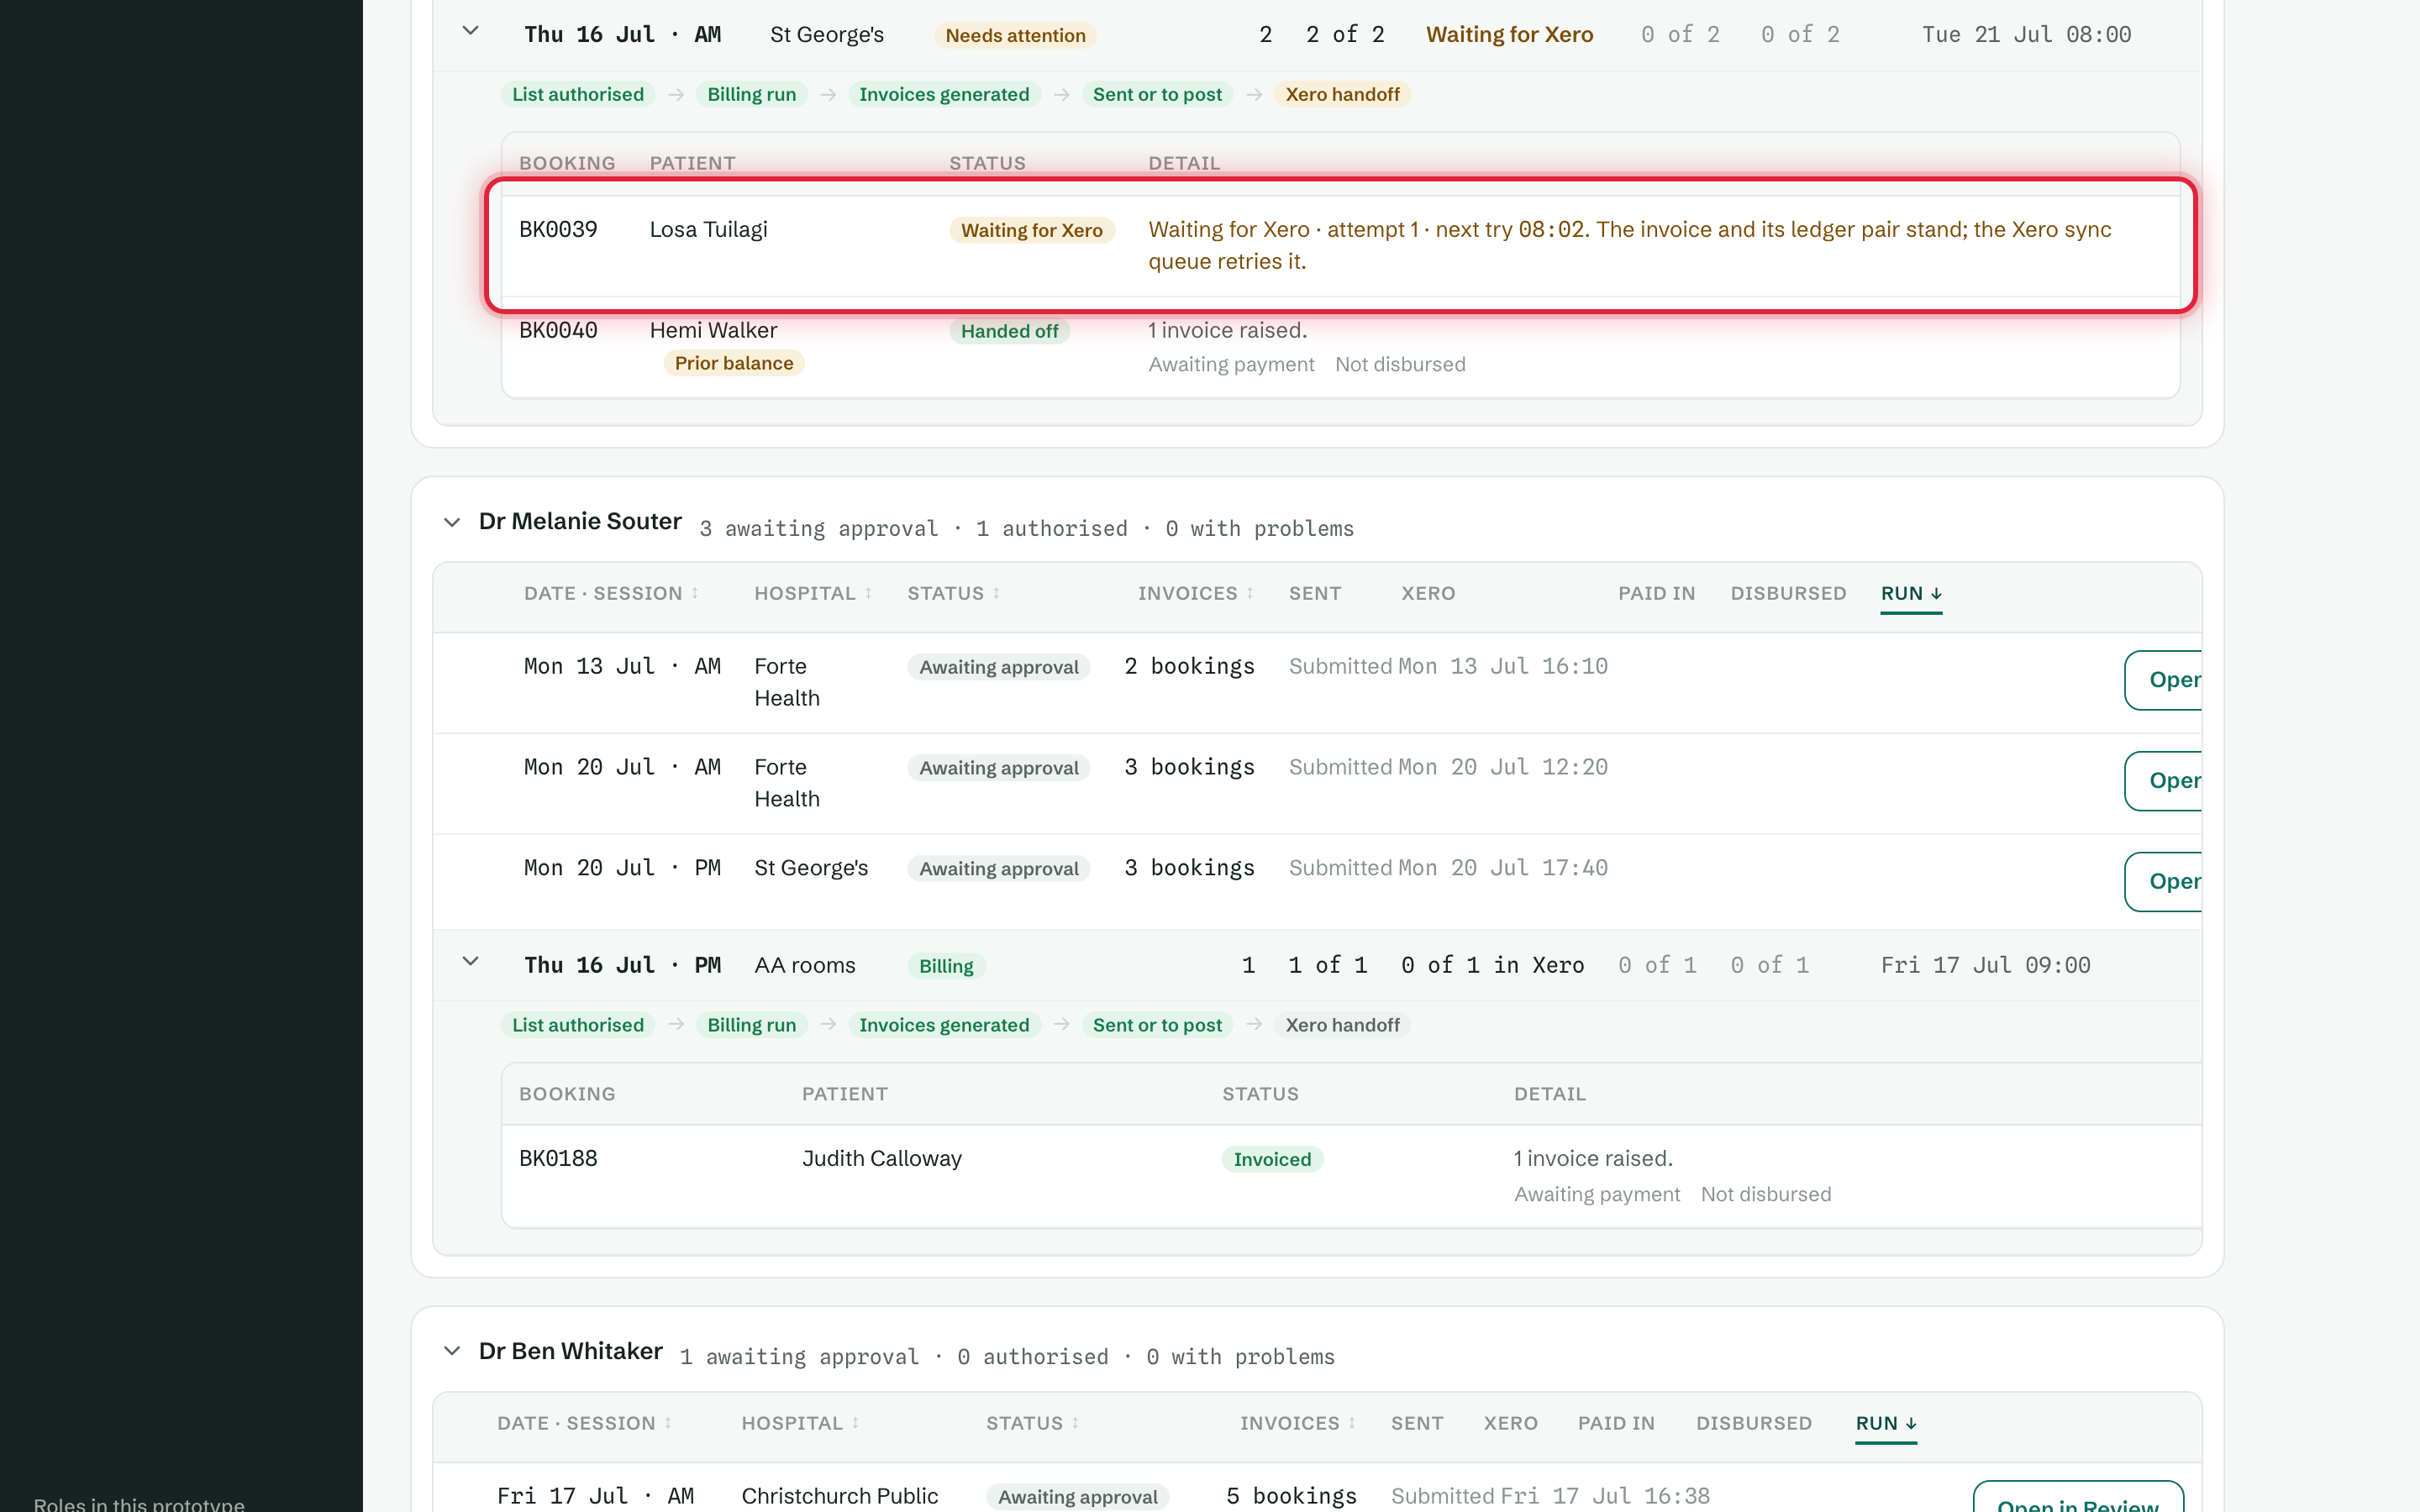 Thu 16 Jul · AM St George's Needs attention 2 2 of 2 Waiting for Xero 0 of 2 0 of 2 Tue 21 Jul 08:00
List authorised → Billing run → Invoices generated → Sent or to post → Xero handoff
BOOKING PATIENT STATUS DETAIL
BK0039 Losa Tuilagi Waiting for Xero Waiting for Xero · attempt 1 · next try 08:02. The invoice and its ledger pair stand; the Xero sync
queue retries it.
BK0040 Hemi Walker Handed off 1 invoice raised.
Prior balance Awaiting payment Not disbursed
Dr Melanie Souter 3 awaiting approval · 1 authorised · 0 with problems
DATE · SESSION ↕ HOSPITAL ↕ STATUS ↕ INVOICES ↕ SENT XERO PAID IN DISBURSED RUN ↓
Mon 13 Jul · AM Forte Awaiting approval 2 bookings Submitted Mon 13 Jul 16:10 Oper
Health
Mon 20 Jul · AM Forte Awaiting approval 3 bookings Submitted Mon 20 Jul 12:20 Oper
Health
Mon 20 Jul · PM St George's Awaiting approval 3 bookings Submitted Mon 20 Jul 17:40 Oper
Thu 16 Jul · PM AA rooms Billing 1 1 of 1 0 of 1 in Xero 0 of 1 0 of 1 Fri 17 Jul 09:00
List authorised → Billing run → Invoices generated → Sent or to post → Xero handoff
BOOKING PATIENT STATUS DETAIL
BK0188 Judith Calloway Invoiced 1 invoice raised.
Awaiting payment Not disbursed
Dr Ben Whitaker 1 awaiting approval · 0 authorised · 0 with problems
DATE · SESSION ↕ HOSPITAL ↕ STATUS ↕ INVOICES ↕ SENT XERO PAID IN DISBURSED RUN ↓
Fri 17 Jul · AM Christchurch Public Awaiting approval 5 bookings Submitted Fri 17 Jul 16:38 Open in Review
Roles in this prototype